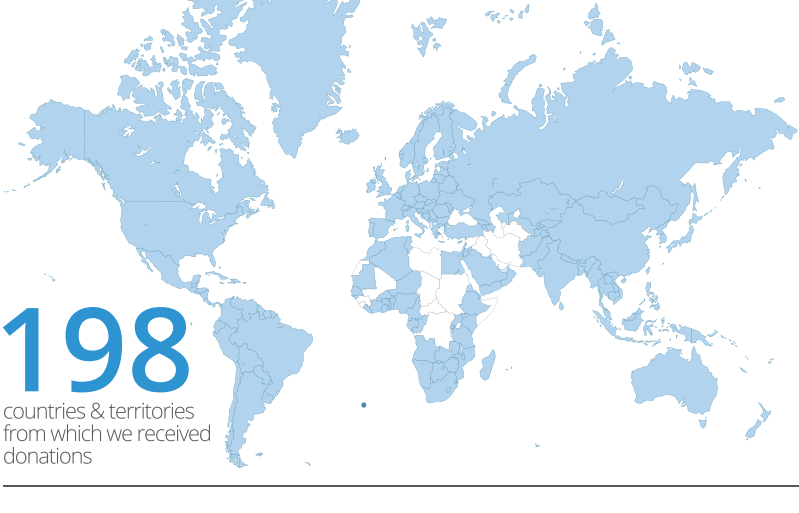 198
countries & territories
from which we received
donations